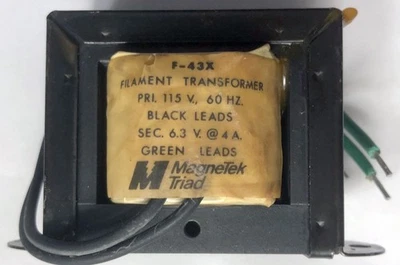 F-43X
FILAMENT TRANSFORMER
PRI. 115 V., 60 HZ.
BLACK LEADS
SEC. 6.3 V. @ 4 A.
GREEN LEADS
M MagneTek
Triad